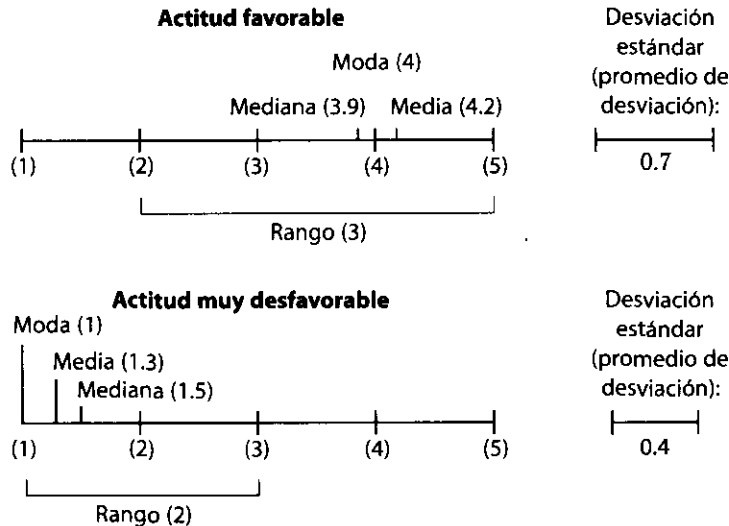 Actitud favorable
Moda (4)
Mediana (3.9) Media (4.2)
(1) (2) (3) (4) (5)
Rango (3)
Desviación
estándar
(promedio de
desviación):
0.7
Actitud muy desfavorable
Moda (1)
Media (1.3)
Mediana (1.5)
(1) (2) (3) (4) (5)
Rango (2)
Desviación
estándar
(promedio de
desviación):
0.4